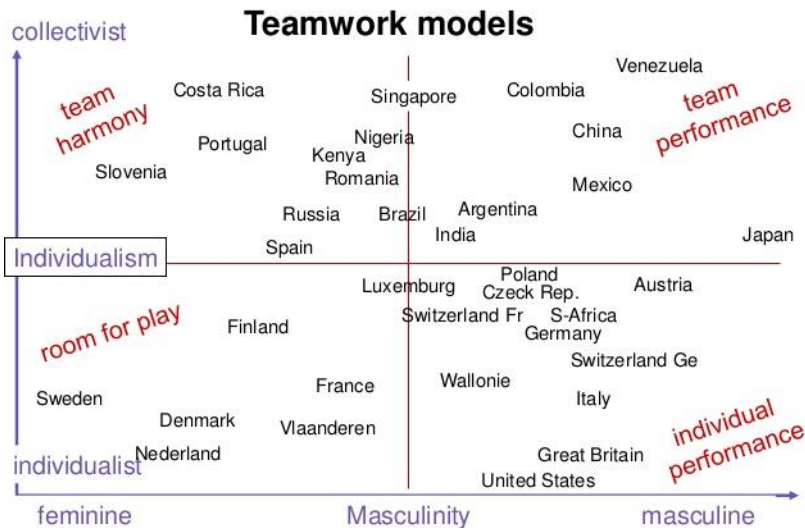 Teamwork models
collectivist
Venezuela
team
harmony
Costa Rica
Singapore
Colombia
team
performance
China
Nigeria
Portugal
Kenya
Slovenia
Romania
Mexico
Russia
Brazil
Argentina
India
Japan
Spain
Individualism
Luxemburg
Poland
Czeck Rep.
Austria
room for play
Finland
Switzerland Fr
S-Africa
Germany
Switzerland Ge
France
Wallonie
Sweden
Italy
Denmark
Vlaanderen
individual
performance
Nederland
Great Britain
individualist
United States
feminine
Masculinity
masculine